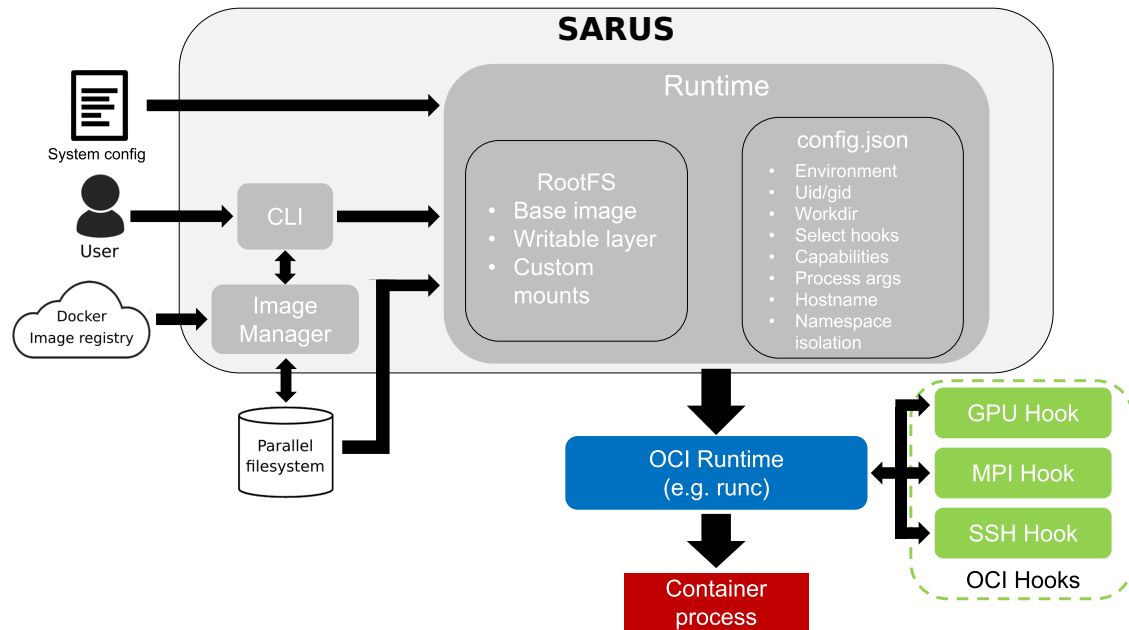 SARUS
System config
User
Docker
Image registry
CLI
Image
Manager
Parallel
filesystem
Runtime
RootFS
• Base image
• Writable layer
• Custom
mounts
config.json
• Environment
• Uid/gid
• Workdir
• Select hooks
• Capabilities
• Process args
• Hostname
• Namespace
isolation
OCI Runtime
(e.g. runc)
Container
process
GPU Hook
MPI Hook
SSH Hook
OCI Hooks